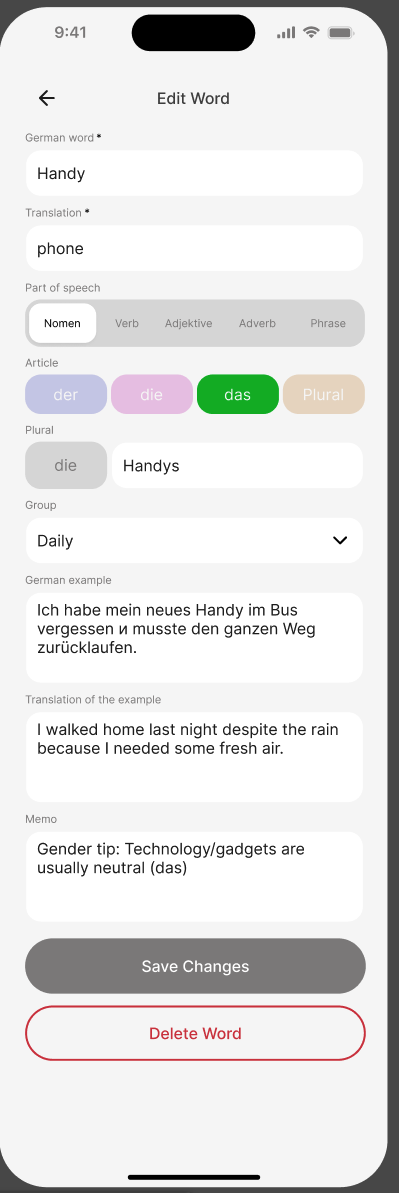 9:41
Edit Word
German word *
Handy
Translation *
phone
Part of speech
Nomen Verb Adjektive Adverb Phrase
Article
der die das Plural
Plural
die Handys
Group
Daily
German example
Ich habe mein neues Handy im Bus
vergessen и musste den ganzen Weg
zurücklaufen.
Translation of the example
I walked home last night despite the rain
because I needed some fresh air.
Memo
Gender tip: Technology/gadgets are
usually neutral (das)
Save Changes
Delete Word